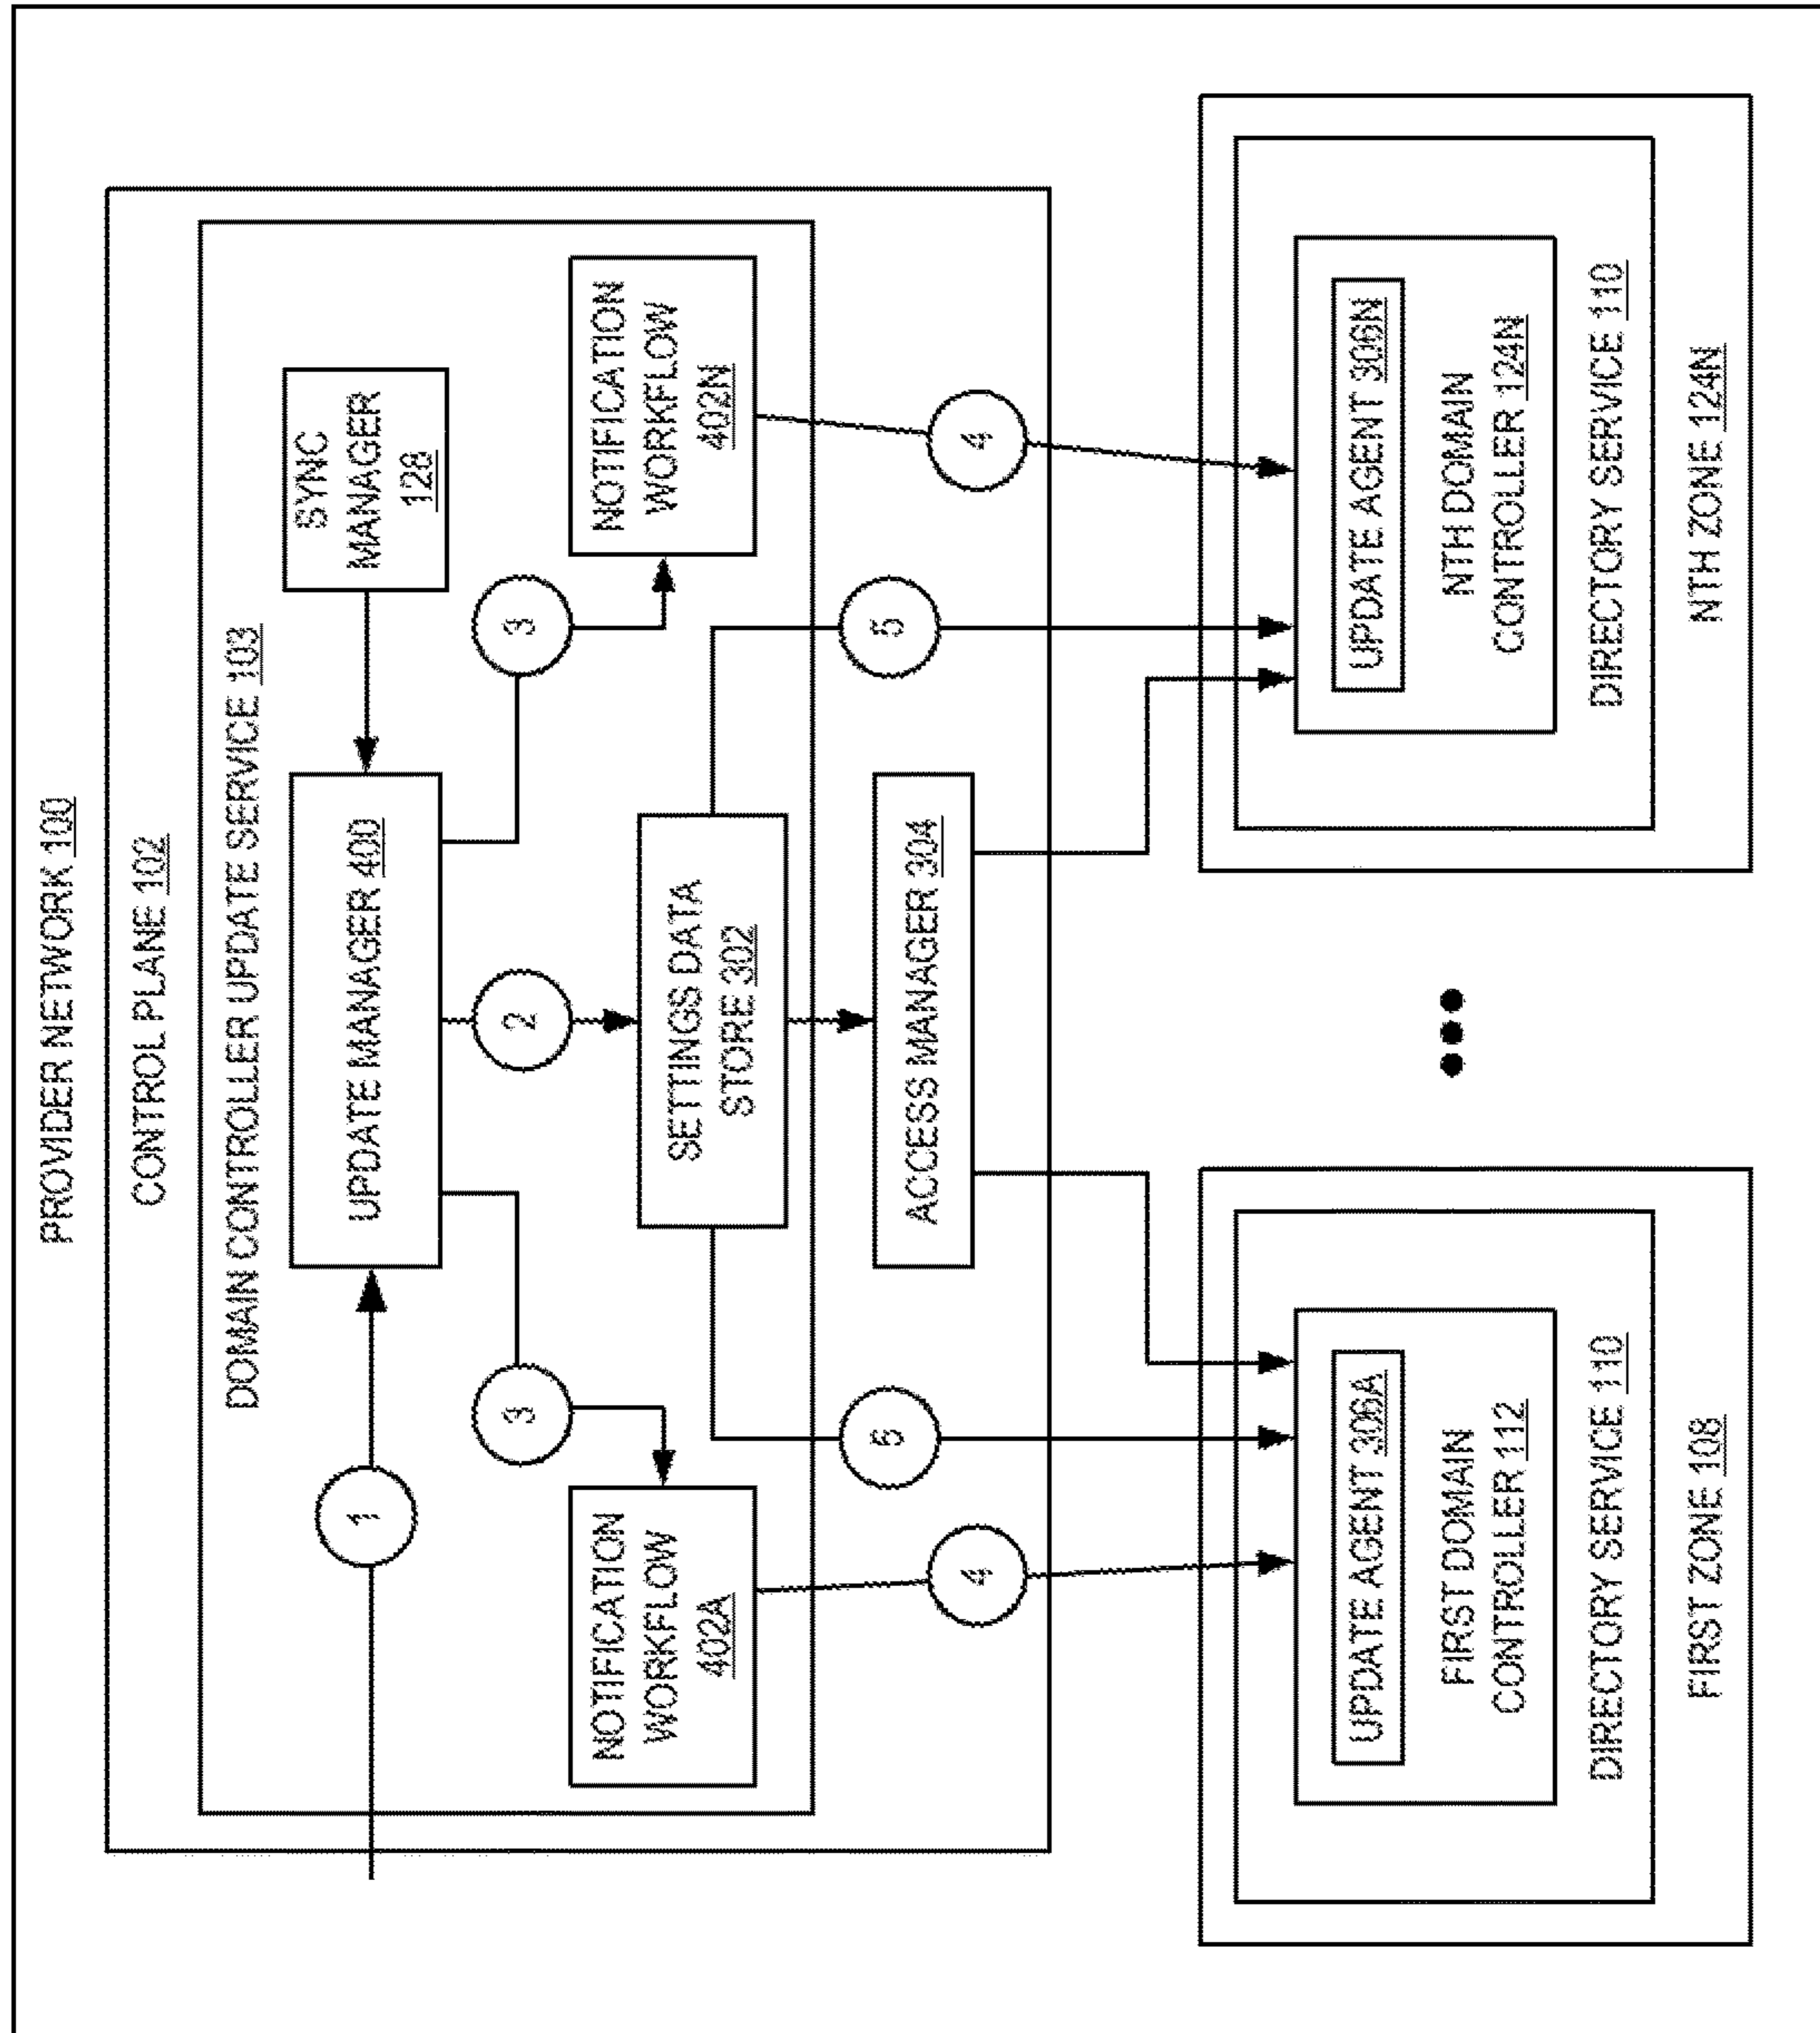 PROVIDER NETWORK 100
CONTROL PLANE 102
DOMAIN CONTROLLER UPDATE SERVICE 103
1
UPDATE MANAGER 400
SYNC
MANAGER
128
3
2
3
NOTIFICATION
WORKFLOW
402A
SETTINGS DATA
STORE 302
NOTIFICATION
WORKFLOW
402N
5
5
ACCESS MANAGER 304
4
4
UPDATE AGENT 306A
FIRST DOMAIN
CONTROLLER 112
DIRECTORY SERVICE 110
FIRST ZONE 108
UPDATE AGENT 306N
NTH DOMAIN
CONTROLLER 124N
DIRECTORY SERVICE 110
NTH ZONE 124N